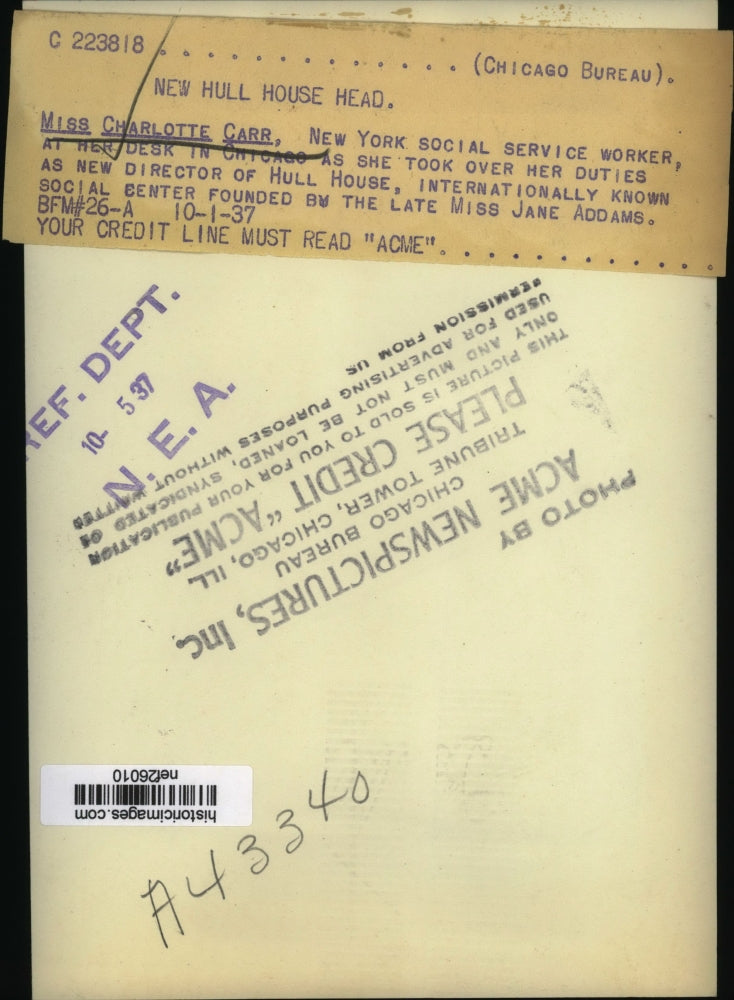 C 223818 . . . . . . . . . . . . . . (CHICAGO BUREAU).
NEW HULL HOUSE HEAD.
MISS CHARLOTTE CARR, NEW YORK SOCIAL SERVICE WORKER,
AT HER DESK IN CHICAGO AS SHE TOOK OVER HER DUTIES
AS NEW DIRECTOR OF HULL HOUSE, INTERNATIONALLY KNOWN
SOCIAL CENTER FOUNDED BY THE LATE MISS JANE ADDAMS.
BFM#26-A 10-1-37
YOUR CREDIT LINE MUST READ "ACME". . . . . . . . . . . .
REF. DEPT.
10- 5 37
N. E. A.
PHOTO BY
ACME NEWSPICTURES, Inc.
CHICAGO BUREAU
TRIBUNE TOWER, CHICAGO, ILL.
PLEASE CREDIT "ACME"
THIS PICTURE IS SOLD TO YOU FOR YOUR PUBLICATION
ONLY AND MUST NOT BE LOANED, SYNDICATED OR
USED FOR ADVERTISING PURPOSES WITHOUT WRITTEN
PERMISSION FROM US
historicimages.com
nef26010
A43340